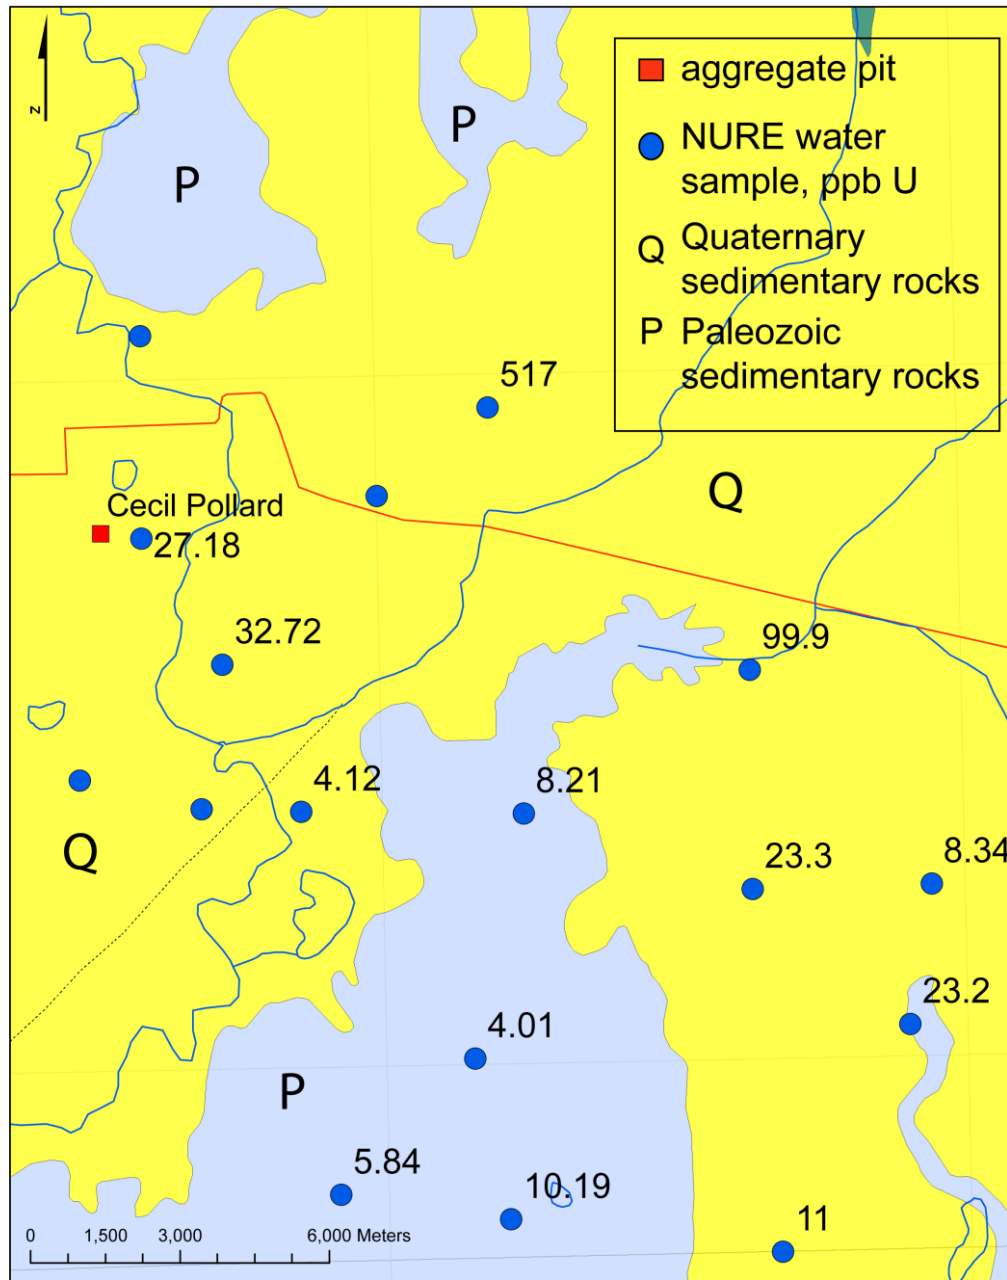 z
P
P
aggregate pit
NURE water
sample, ppb U
Q Quaternary
sedimentary rocks
P Paleozoic
sedimentary rocks
517
Q
Cecil Pollard
27.18
32.72
99.9
4.12
8.21
Q
23.3
8.34
23.2
4.01
P
5.84
10.19
11
0 1,500 3,000 6,000 Meters